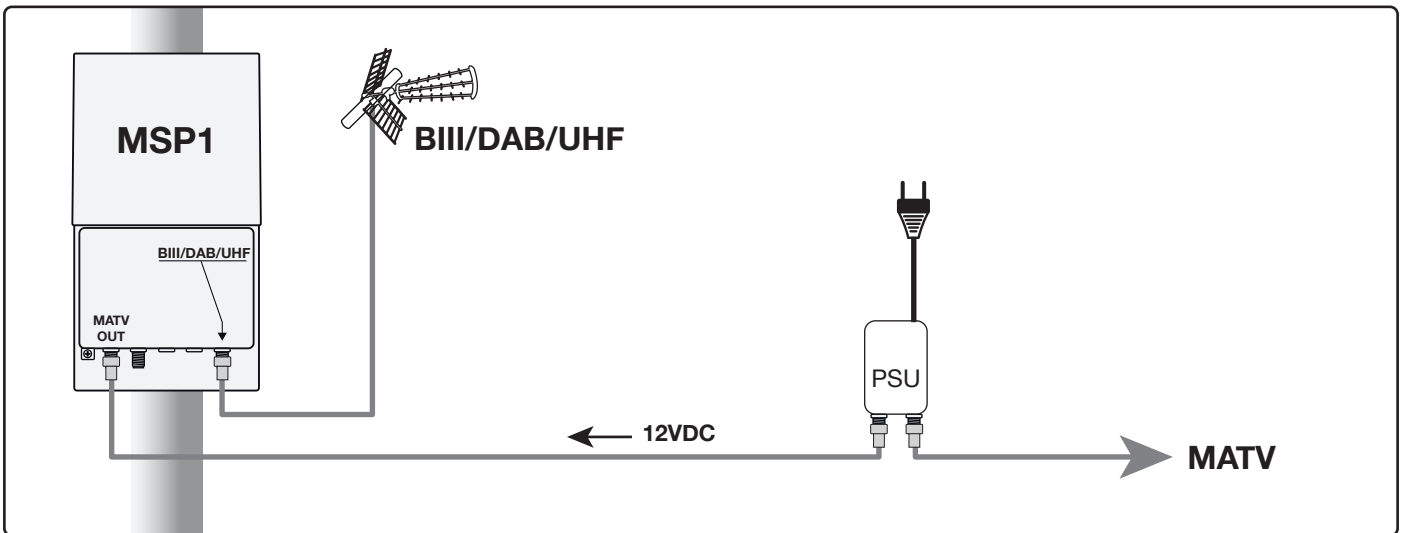 MSP1
BIII/DAB/UHF
BIII/DAB/UHF
MATV
OUT
PSU
12VDC
MATV